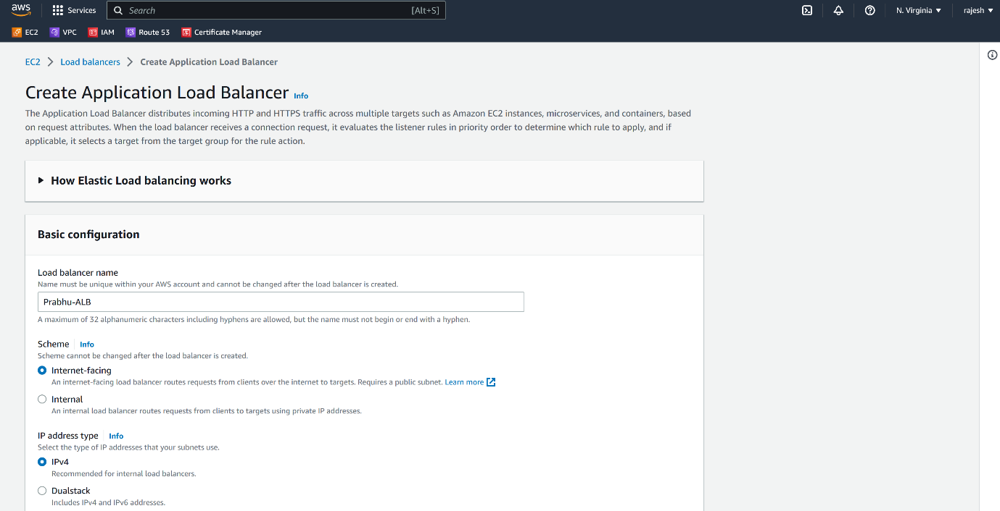 aws Services Search [Alt+S] N. Virginia rajesh
EC2 VPC IAM Route 53 Certificate Manager
EC2 Load balancers Create Application Load Balancer
Create Application Load Balancer Info
The Application Load Balancer distributes incoming HTTP and HTTPS traffic across multiple targets such as Amazon EC2 instances, microservices, and containers, based
on request attributes. When the load balancer receives a connection request, it evaluates the listener rules in priority order to determine which rule to apply, and if
applicable, it selects a target from the target group for the rule action.
How Elastic Load balancing works
Basic configuration
Load balancer name
Name must be unique within your AWS account and cannot be changed after the load balancer is created.
Prabhu-ALB
A maximum of 32 alphanumeric characters including hyphens are allowed, but the name must not begin or end with a hyphen.
Scheme Info
Scheme cannot be changed after the load balancer is created.
Internet-facing
An internet-facing load balancer routes requests from clients over the internet to targets. Requires a public subnet. Learn more
Internal
An internal load balancer routes requests from clients to targets using private IP addresses.
IP address type Info
Select the type of IP addresses that your subnets use.
IPv4
Recommended for internal load balancers.
Dualstack
Includes IPv4 and IPv6 addresses.